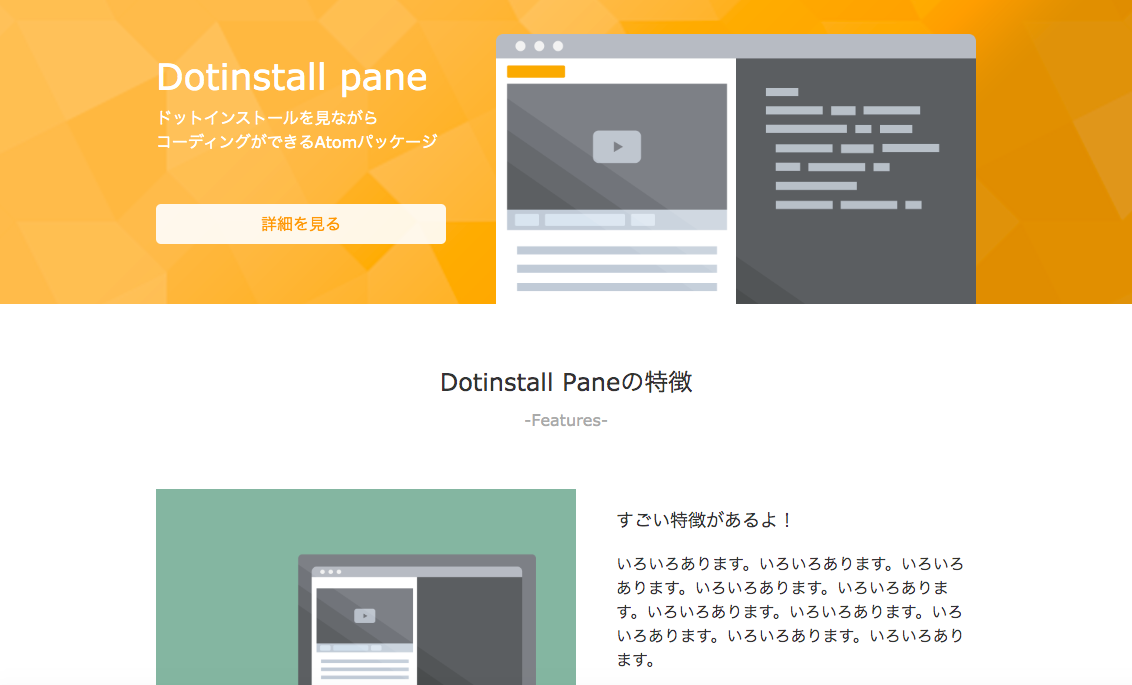 Dotinstall pane
ドットインストールを見ながら
コーディングができるAtomパッケージ
詳細を見る
Dotinstall Paneの特徴
-Features-
すごい特徴があるよ！
いろいろあります。いろいろあります。いろいろ
あります。いろいろあります。いろいろありま
す。いろいろあります。いろいろあります。いろ
いろあります。いろいろあります。いろいろあり
ます。